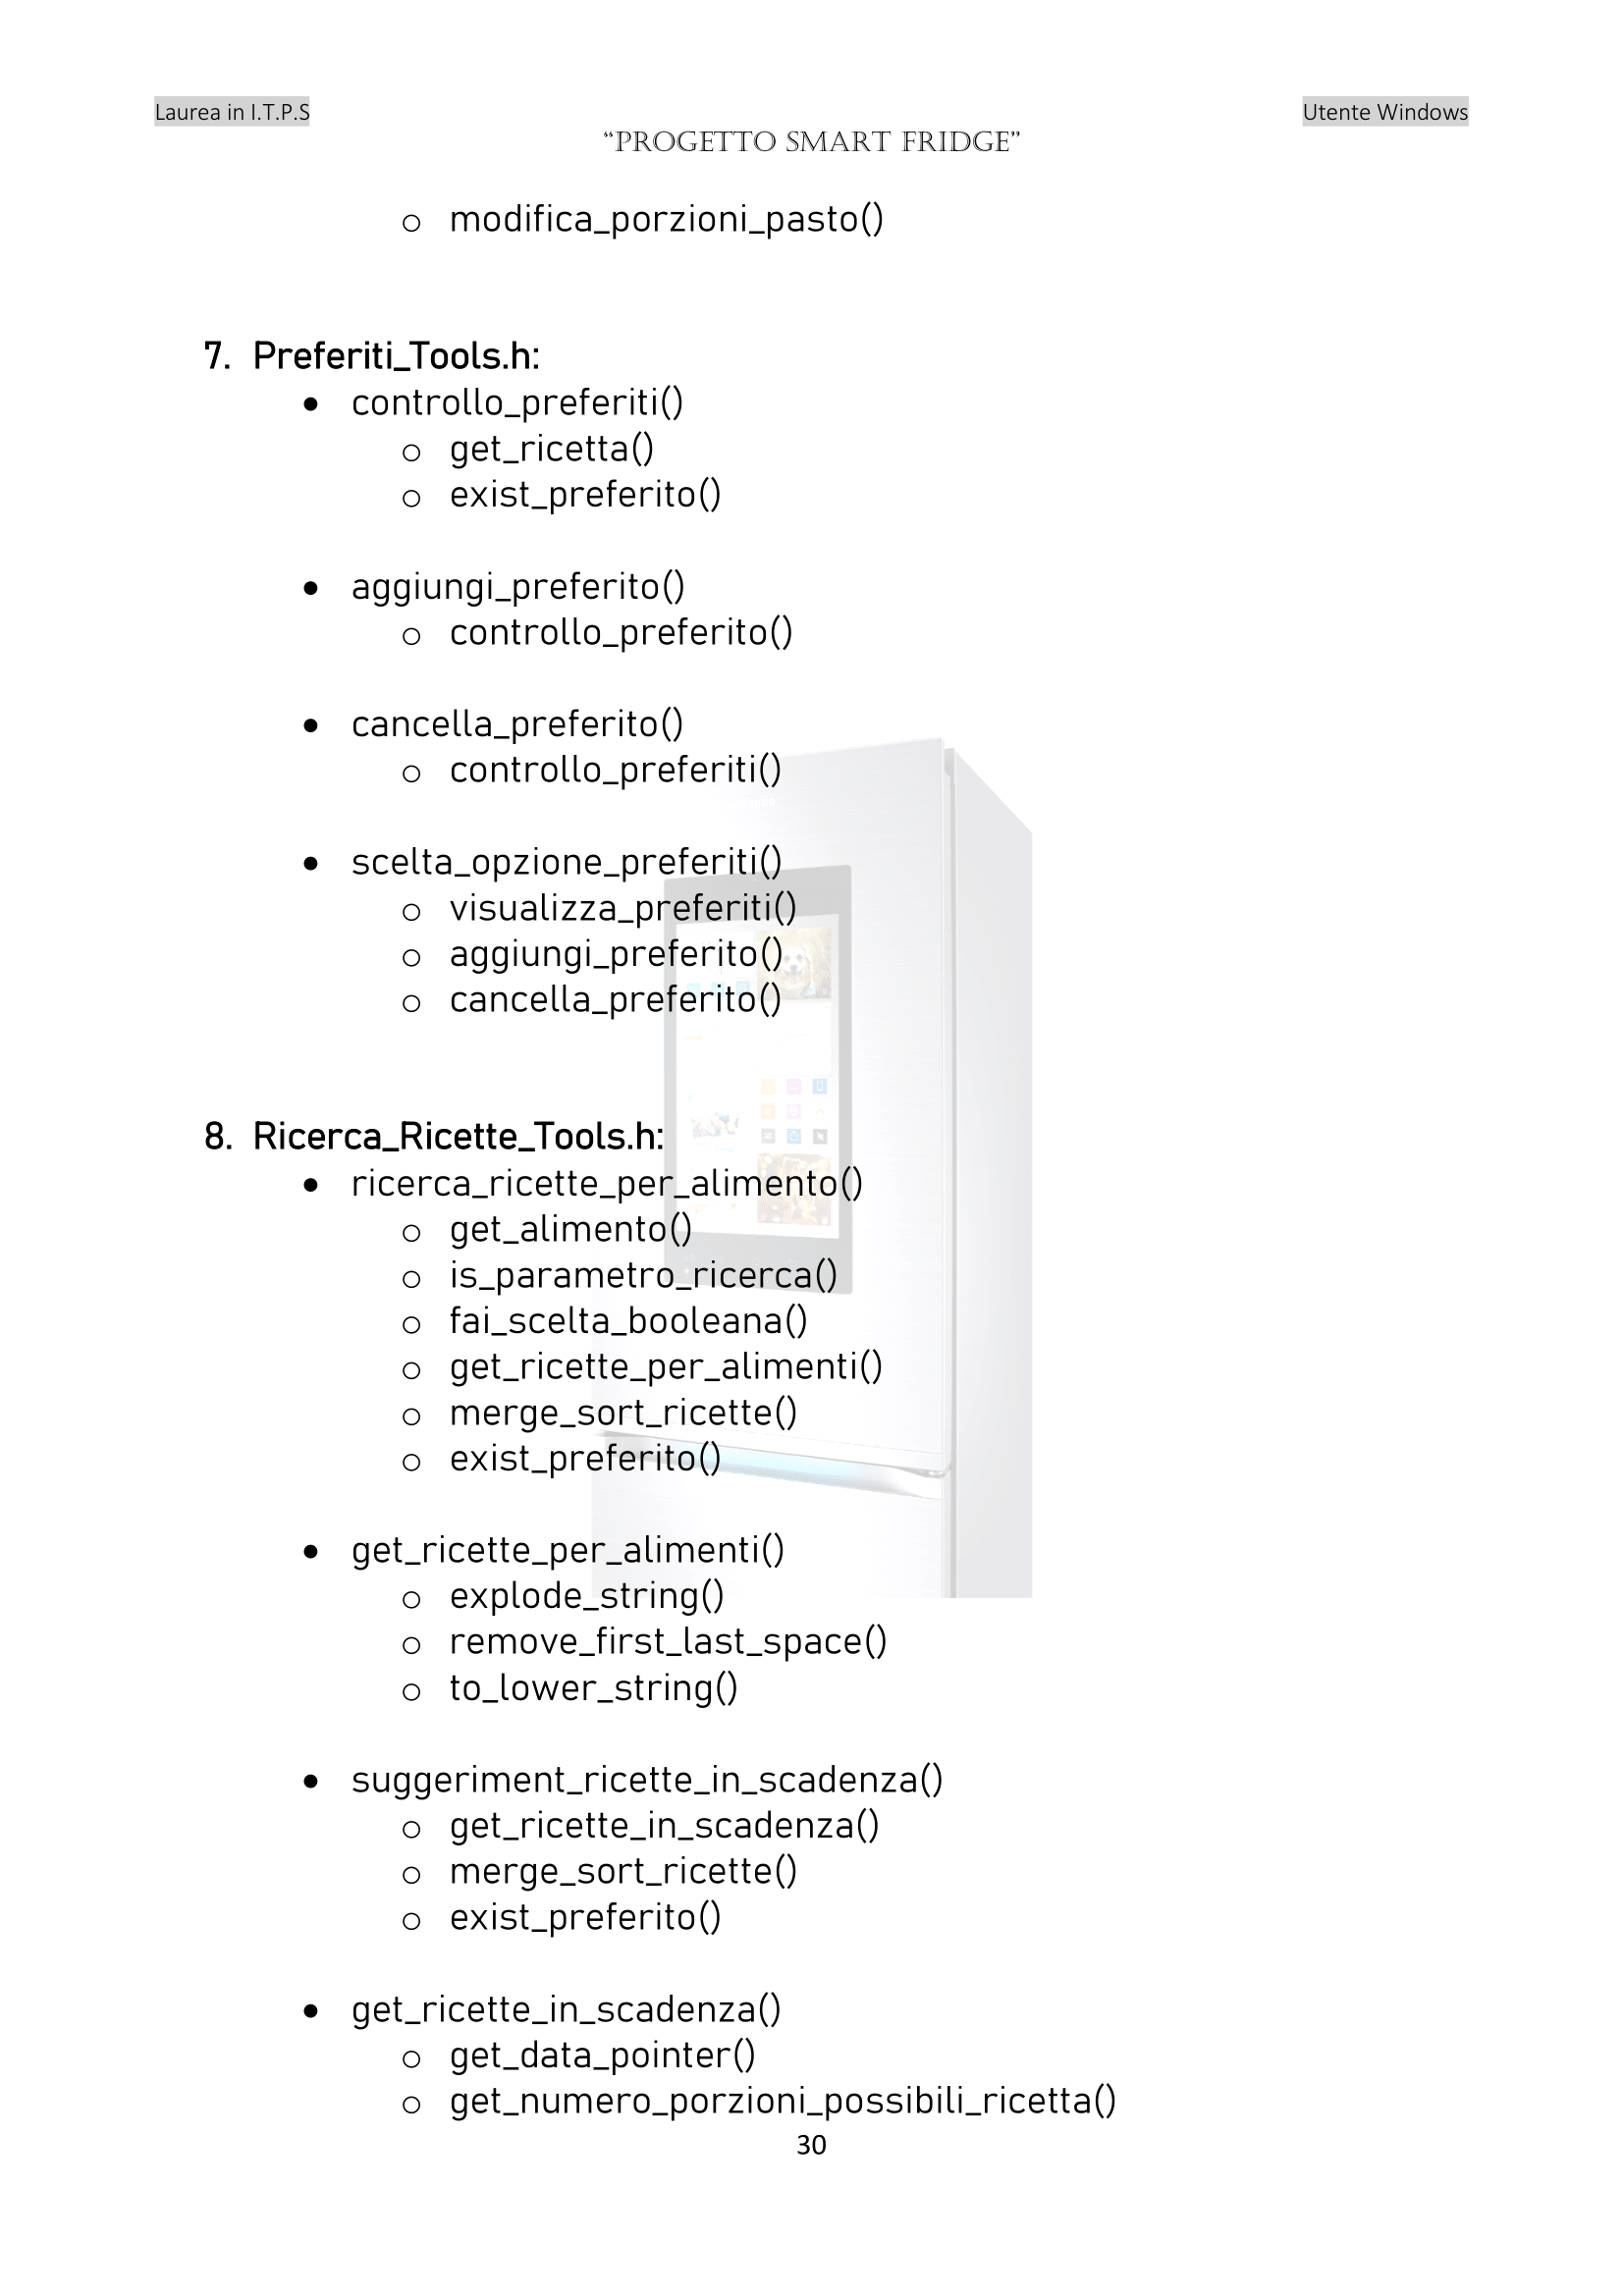 Laurea in I.T.P.S
Utente Windows
“PROGETTO SMART FRIDGE”
o modifica_porzioni_pasto()
7. Preferiti_Tools.h:
• controllo_preferiti()
o get_ricetta()
o exist_preferito()
• aggiungi_preferito()
o controllo_preferito()
• cancella_preferito()
o controllo_preferiti()
• scelta_opzione_preferiti()
o visualizza_preferiti()
o aggiungi_preferito()
o cancella_preferito()
8. Ricerca_Ricette_Tools.h:
• ricerca_ricette_per_alimento()
o get_alimento()
o is_parametro_ricerca()
o fai_scelta_booleana()
o get_ricette_per_alimenti()
o merge_sort_ricette()
o exist_preferito()
• get_ricette_per_alimenti()
o explode_string()
o remove_first_last_space()
o to_lower_string()
• suggeriment_ricette_in_scadenza()
o get_ricette_in_scadenza()
o merge_sort_ricette()
o exist_preferito()
• get_ricette_in_scadenza()
o get_data_pointer()
o get_numero_porzioni_possibili_ricetta()
30